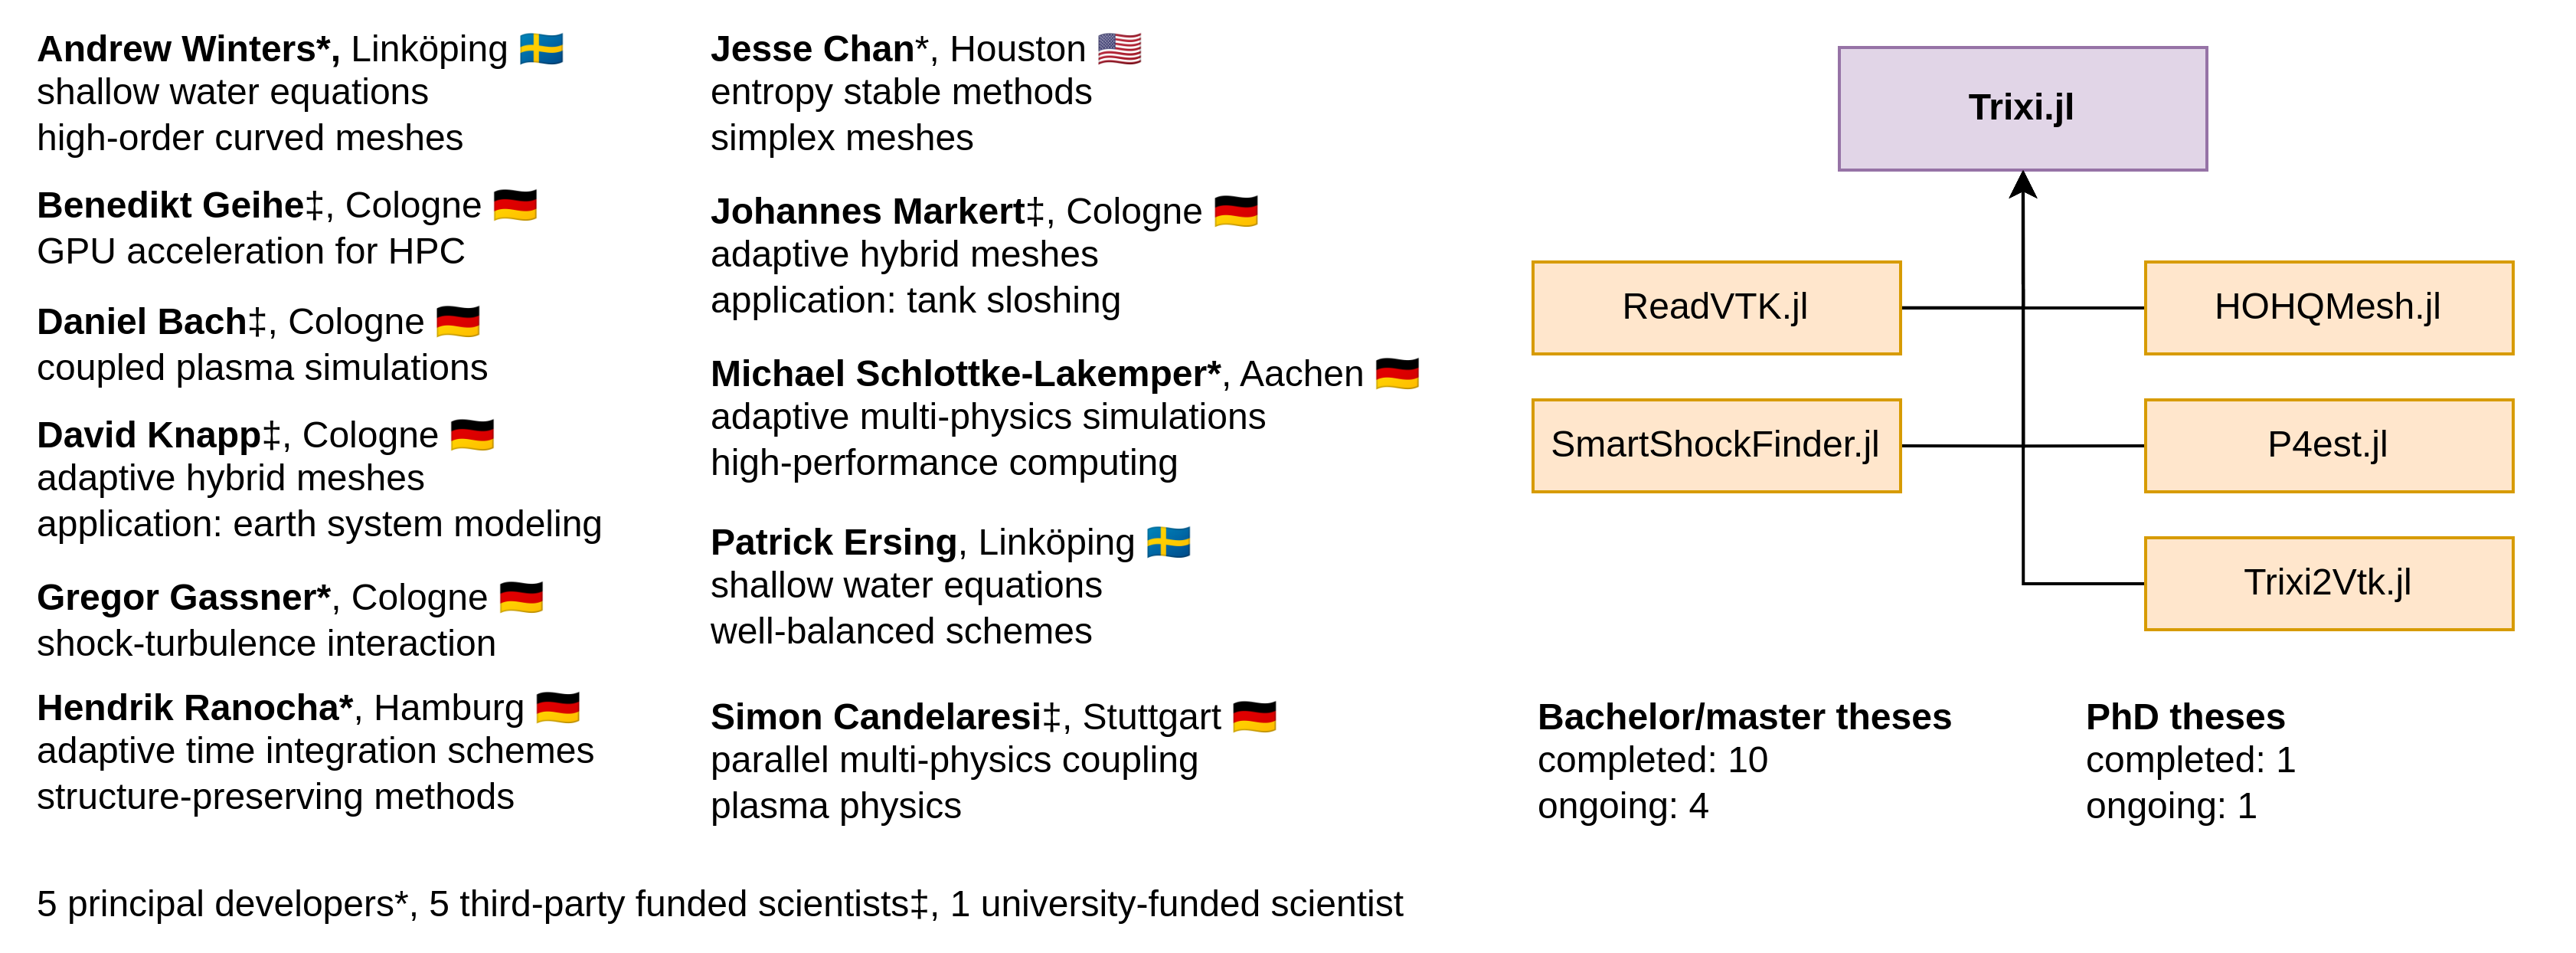 Andrew Winters*, Linköping 🇸🇪
shallow water equations
high-order curved meshes
Benedikt Geihe‡, Cologne 🇩🇪
GPU acceleration for HPC
Daniel Bach‡, Cologne 🇩🇪
coupled plasma simulations
David Knapp‡, Cologne 🇩🇪
adaptive hybrid meshes
application: earth system modeling
Gregor Gassner*, Cologne 🇩🇪
shock-turbulence interaction
Hendrik Ranocha*, Hamburg 🇩🇪
adaptive time integration schemes
structure-preserving methods
Jesse Chan*, Houston 🇺🇸
entropy stable methods
simplex meshes
Johannes Markert‡, Cologne 🇩🇪
adaptive hybrid meshes
application: tank sloshing
Michael Schlottke-Lakemper*, Aachen 🇩🇪
adaptive multi-physics simulations
high-performance computing
Patrick Ersing, Linköping 🇸🇪
shallow water equations
well-balanced schemes
Simon Candelaresi‡, Stuttgart 🇩🇪
parallel multi-physics coupling
plasma physics
5 principal developers*, 5 third-party funded scientists‡, 1 university-funded scientist
Trixi.jl
ReadVTK.jl
HOHQMesh.jl
SmartShockFinder.jl
P4est.jl
Trixi2Vtk.jl
Bachelor/master theses
completed: 10
ongoing: 4
PhD theses
completed: 1
ongoing: 1